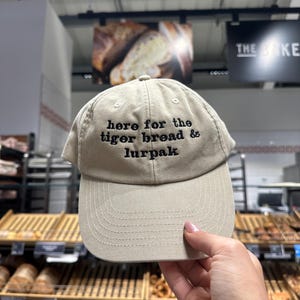 THE
here for the
tiger bread &
lurpak